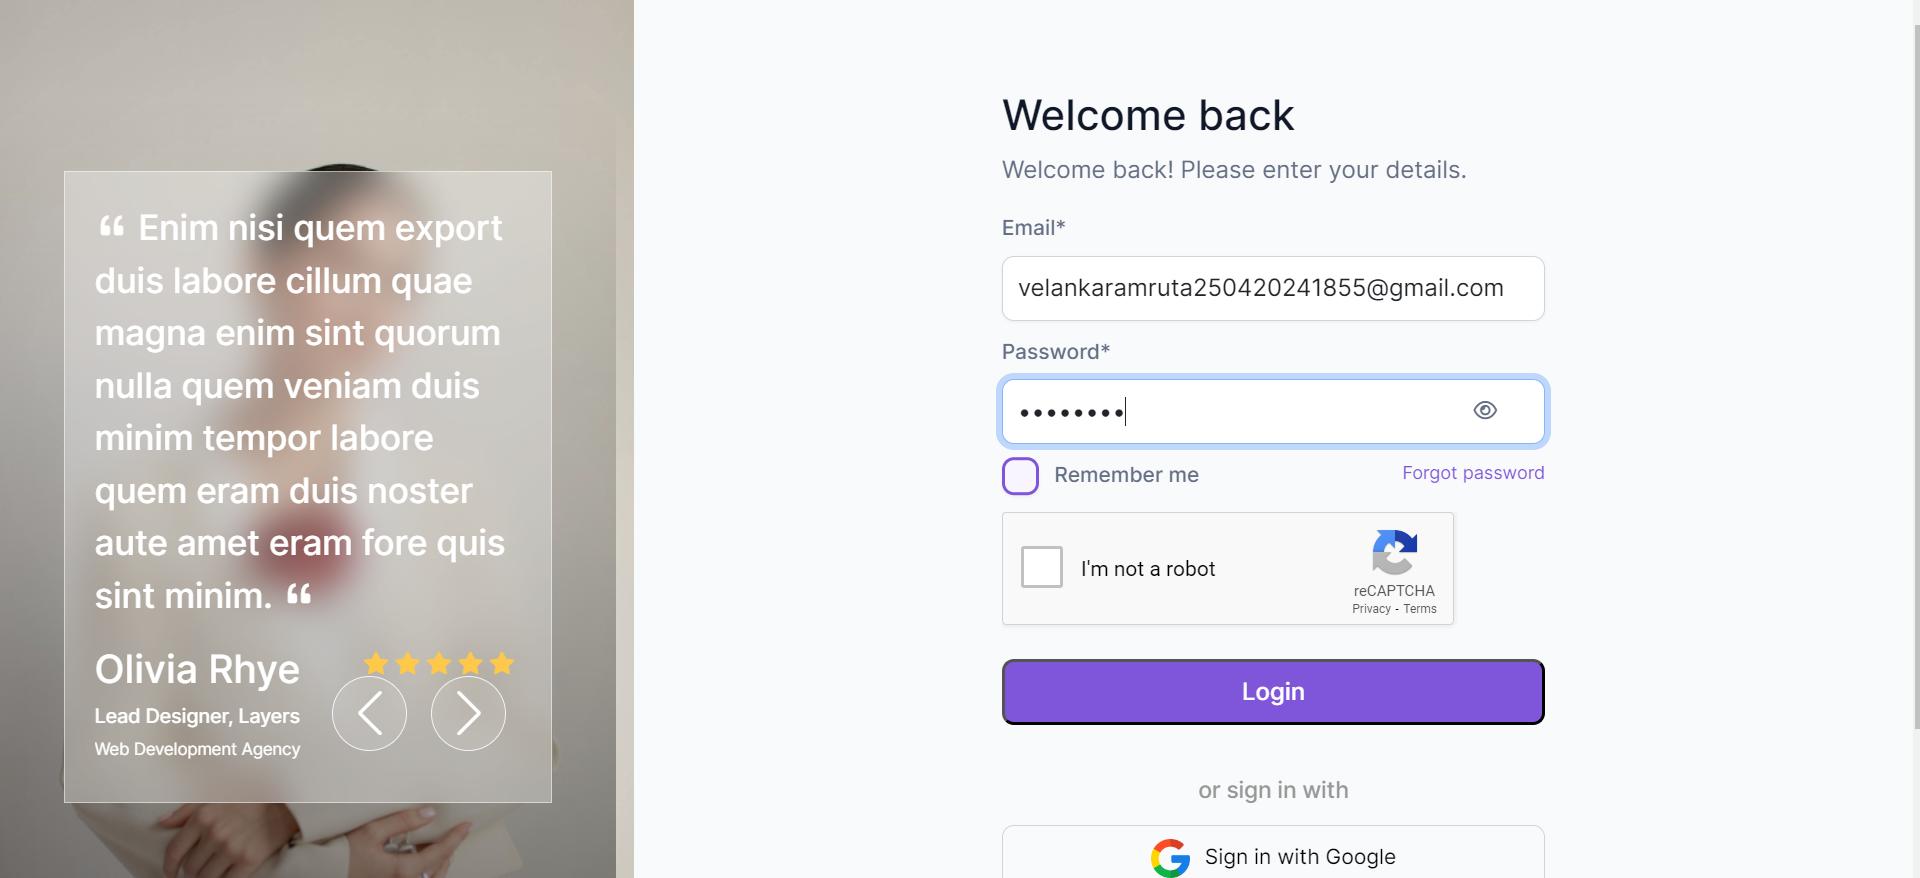 “ Enim nisi quem export
duis labore cillum quae
magna enim sint quorum
nulla quem veniam duis
minim tempor labore
quem eram duis noster
aute amet eram fore quis
sint minim. “
Olivia Rhye
Lead Designer, Layers
Web Development Agency
Welcome back
Welcome back! Please enter your details.
Email*
velankaramruta250420241855@gmail.com
Password*
••••••••
Remember me
Forgot password
I'm not a robot
reCAPTCHA
Privacy - Terms
Login
or sign in with
Sign in with Google